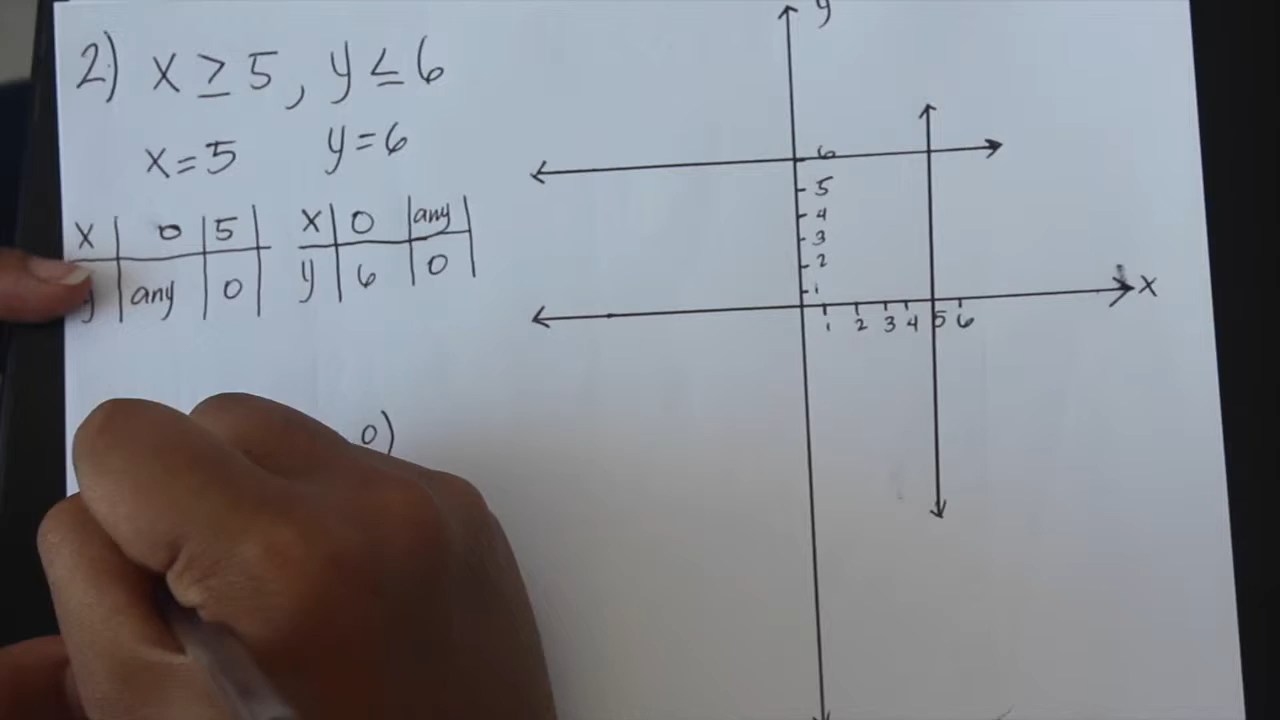 2) x ≥ 5, y ≤ 6
x = 5 y = 6
x 0 5
y any 0
x 0 any
y 6 0
0)
y
6
5
4
3
2
1
x
1 2 3 4 5 6